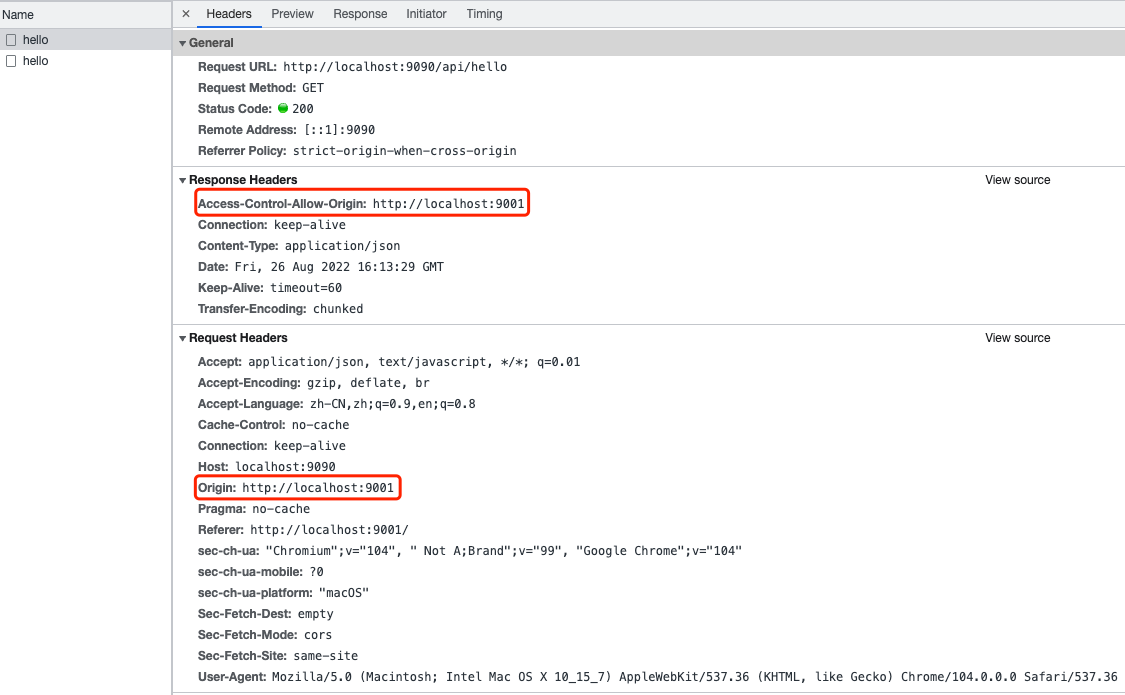 Name
hello
hello
× Headers Preview Response Initiator Timing
General
Request URL: http://localhost:9090/api/hello
Request Method: GET
Status Code: 200
Remote Address: [::1]:9090
Referrer Policy: strict-origin-when-cross-origin
Response Headers View source
Access-Control-Allow-Origin: http://localhost:9001
Connection: keep-alive
Content-Type: application/json
Date: Fri, 26 Aug 2022 16:13:29 GMT
Keep-Alive: timeout=60
Transfer-Encoding: chunked
Request Headers View source
Accept: application/json, text/javascript, */*; q=0.01
Accept-Encoding: gzip, deflate, br
Accept-Language: zh-CN,zh;q=0.9,en;q=0.8
Cache-Control: no-cache
Connection: keep-alive
Host: localhost:9090
Origin: http://localhost:9001
Pragma: no-cache
Referer: http://localhost:9001/
sec-ch-ua: "Chromium";v="104", " Not A;Brand";v="99", "Google Chrome";v="104"
sec-ch-ua-mobile: ?0
sec-ch-ua-platform: "macOS"
Sec-Fetch-Dest: empty
Sec-Fetch-Mode: cors
Sec-Fetch-Site: same-site
User-Agent: Mozilla/5.0 (Macintosh; Intel Mac OS X 10_15_7) AppleWebKit/537.36 (KHTML, like Gecko) Chrome/104.0.0.0 Safari/537.36